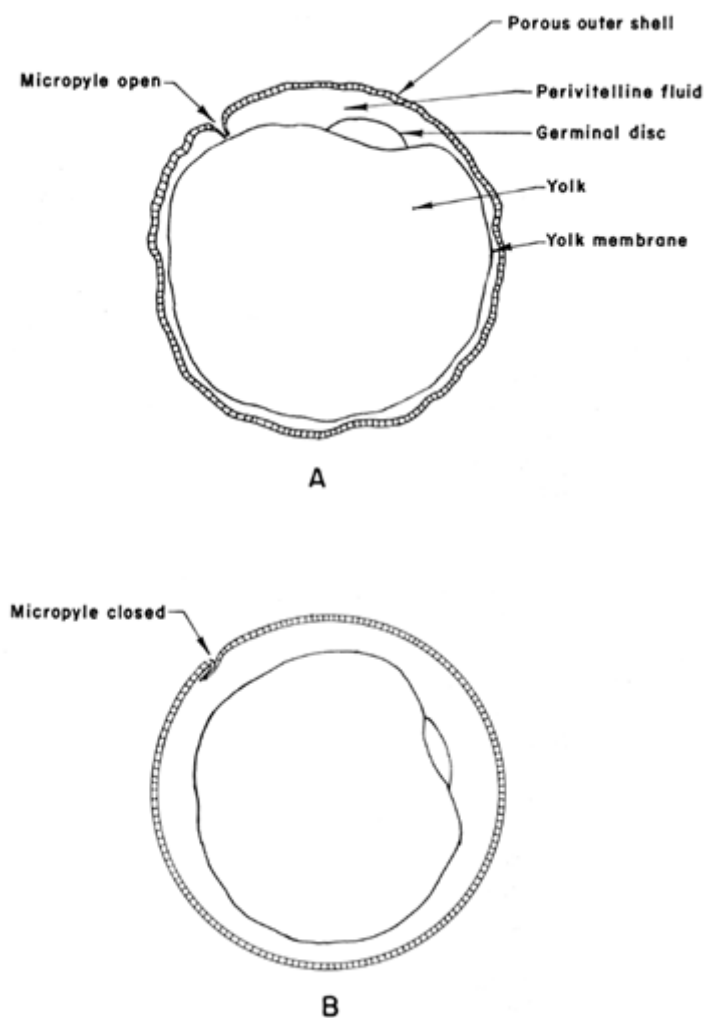 Porous outer shell
Micropyle open
Perivitelline fluid
Germinal disc
Yolk
Yolk membrane
A
Micropyle closed
B